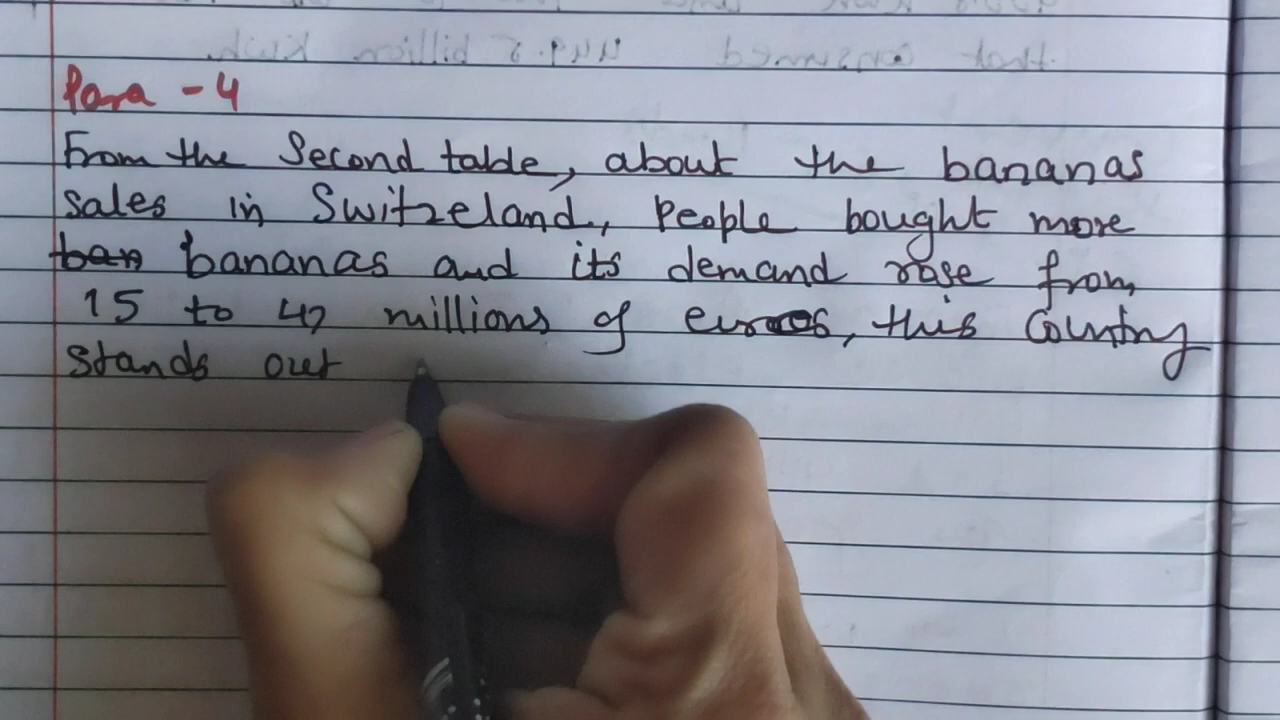 Para - 4
From the Second table, about the bananas
sales in Switzeland, People bought more
ban bananas and its demand rose from
15 to 47 millions of euros, this Country
stands out